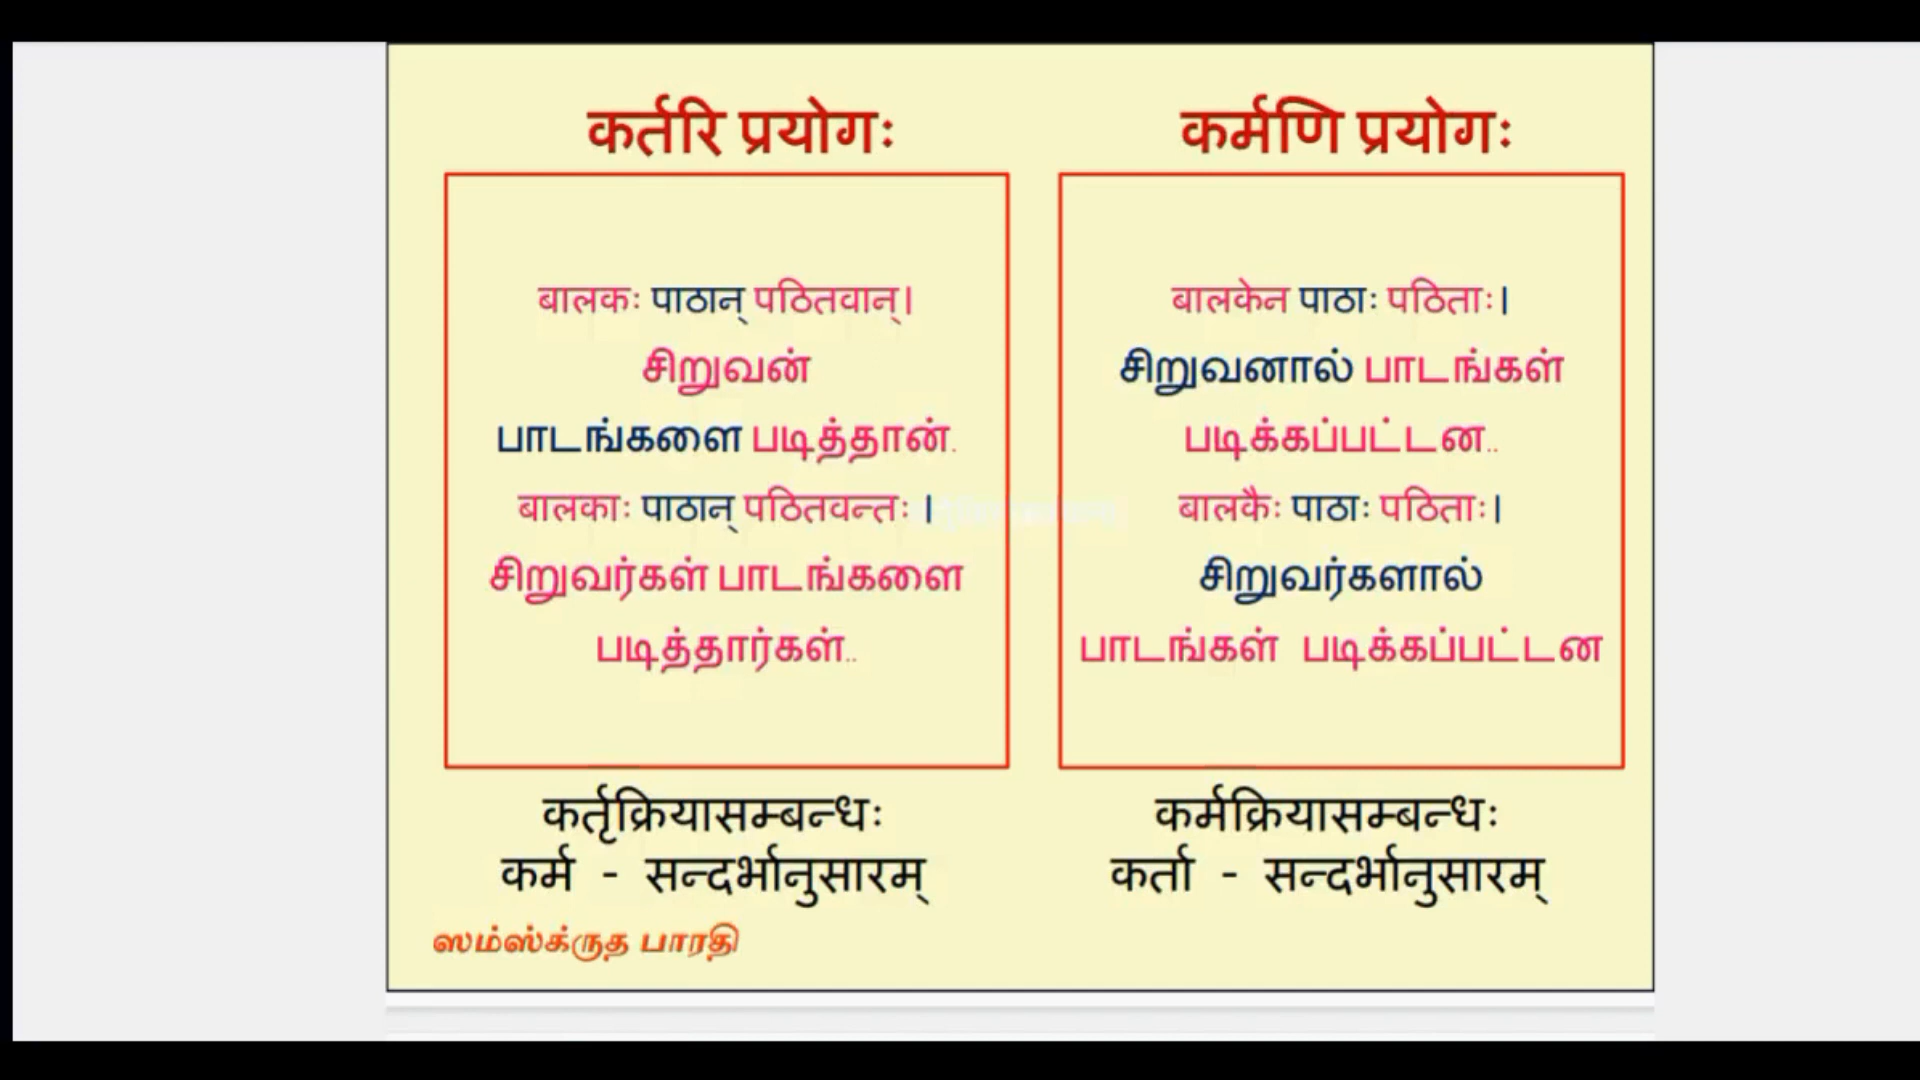 कर्तरि प्रयोगः
बालकः पाठान् पठितवान्।
சிறுவன்
பாடங்களை படித்தான்.
बालकाः पाठान् पठितवन्तः।
சிறுவர்கள் பாடங்களை
படித்தார்கள்..
कर्तृक्रियासम्बन्धः
कर्म - सन्दर्भानुसारम्
कर्मणि प्रयोगः
बालकेन पाठाः पठिताः।
சிறுவனால் பாடங்கள்
படிக்கப்பட்டன..
बालकैः पाठाः पठिताः।
சிறுவர்களால்
பாடங்கள் படிக்கப்பட்டன
कर्मक्रियासम्बन्धः
कर्ता - सन्दर्भानुसारम्
ஸம்ஸ்க்ருத பாரதி